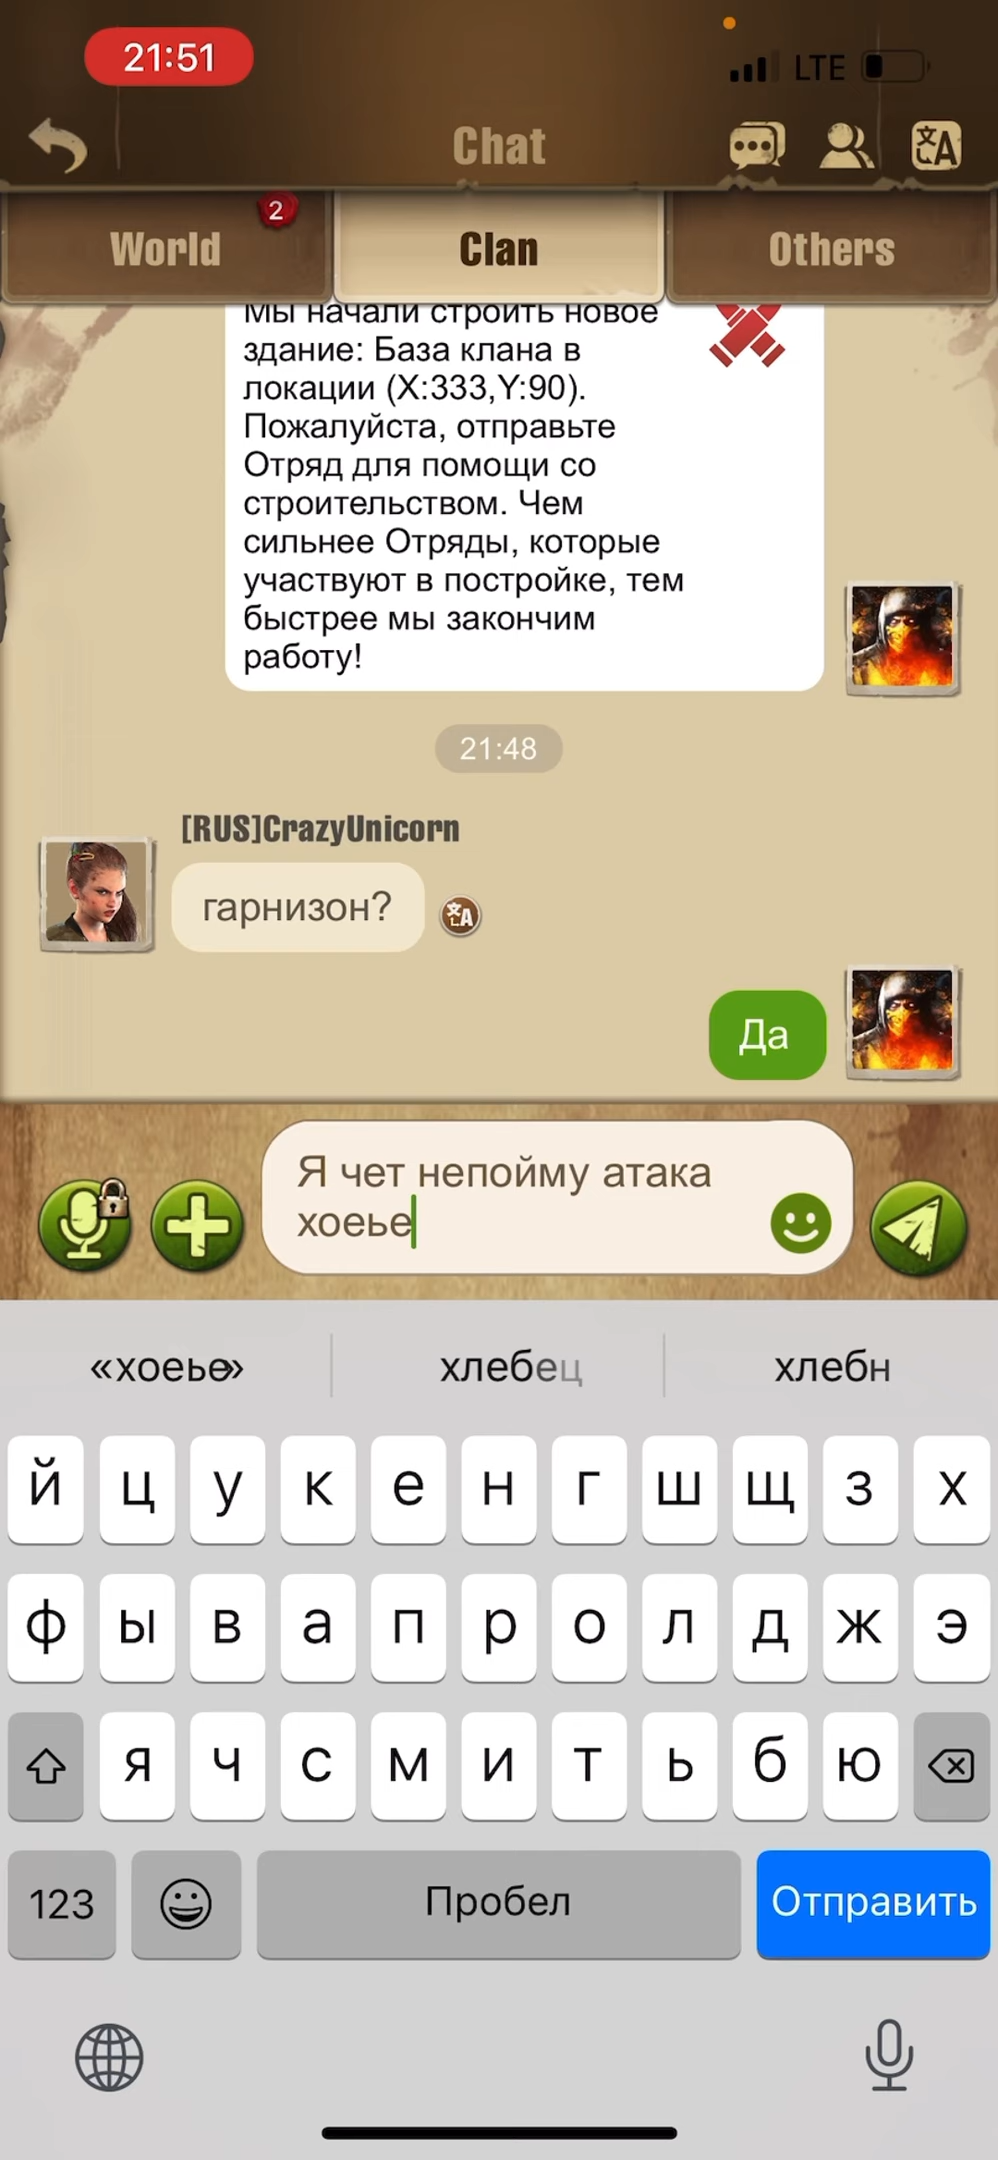 21:51
LTE
Chat
World
2
Clan
Others
Мы начали строить новое
здание: База клана в
локации (X:333,Y:90).
Пожалуйста, отправьте
Отряд для помощи со
строительством. Чем
сильнее Отряды, которые
участвуют в постройке, тем
быстрее мы закончим
работу!
21:48
[RUS]CrazyUnicorn
гарнизон?
Да
Я чет непойму атака
хоеье
«хоеье»
хлебец
хлебн
й ц у к е н г ш щ з х
ф ы в а п р о л д ж э
я ч с м и т ь б ю
123
Пробел
Отправить